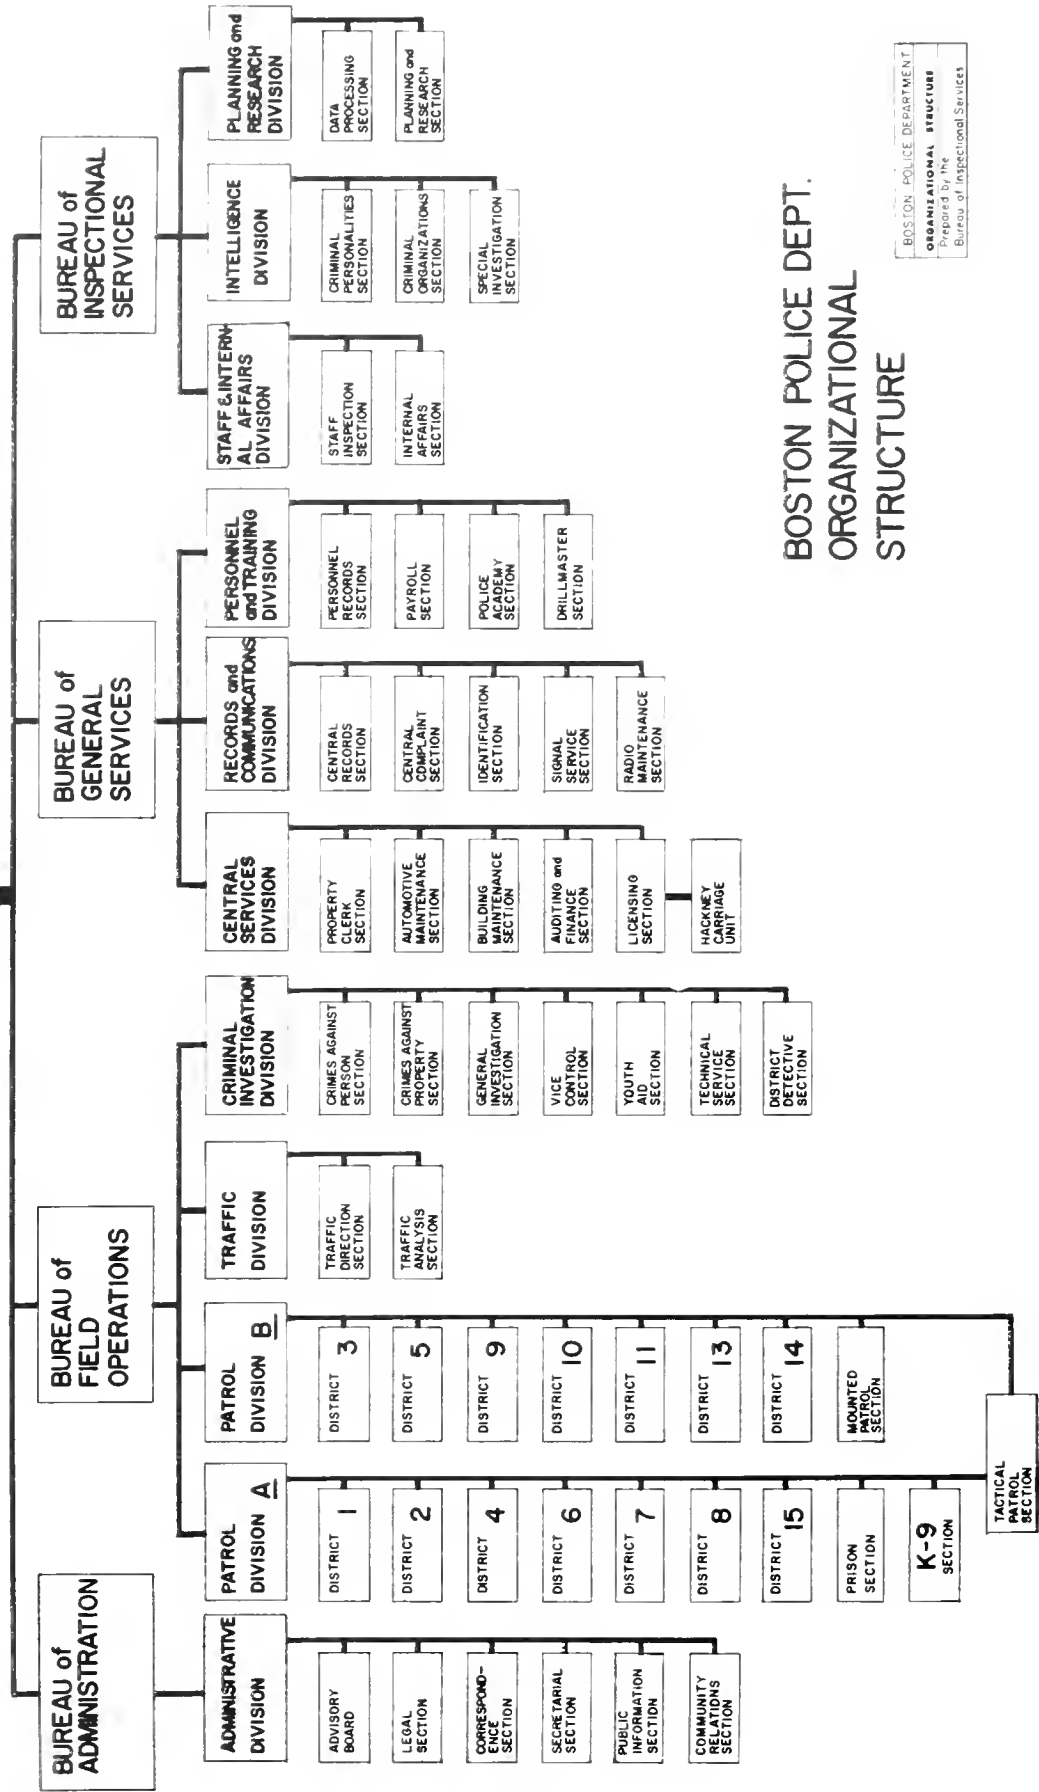 BUREAU of
ADMINISTRATION
BUREAU of
FIELD
OPERATIONS
BUREAU of
GENERAL
SERVICES
BUREAU of
INSPECTIONAL
SERVICES
ADMINISTRATIVE
DIVISION
ADVISORY
BOARD
LEGAL
SECTION
CORRESPOND-
ENCE
SECTION
SECRETARIAL
SECTION
PUBLIC
INFORMATION
SECTION
COMMUNITY
RELATIONS
SECTION
PATROL
DIVISION A
DISTRICT 1
DISTRICT 2
DISTRICT 4
DISTRICT 6
DISTRICT 7
DISTRICT 8
DISTRICT 15
PRISON
SECTION
K-9
SECTION
TACTICAL
PATROL
SECTION
PATROL
DIVISION B
DISTRICT 3
DISTRICT 5
DISTRICT 9
DISTRICT 10
DISTRICT 11
DISTRICT 13
DISTRICT 14
MOUNTED
PATROL
SECTION
TRAFFIC
DIVISION
TRAFFIC
DIRECTION
SECTION
TRAFFIC
ANALYSIS
SECTION
CRIMINAL
INVESTIGATION
DIVISION
CRIMES AGAINST
PERSON
SECTION
CRIMES AGAINST
PROPERTY
SECTION
GENERAL
INVESTIGATION
SECTION
VICE
CONTROL
SECTION
YOUTH
AID
SECTION
TECHNICAL
SERVICE
SECTION
DISTRICT
DETECTIVE
SECTION
CENTRAL
SERVICES
DIVISION
PROPERTY
CLERK
SECTION
AUTOMOTIVE
MAINTENANCE
SECTION
BUILDING
MAINTENANCE
SECTION
AUDITING and
FINANCE
SECTION
LICENSING
SECTION
HACKNEY
CARRIAGE
UNIT
RECORDS and
COMMUNICATIONS
DIVISION
CENTRAL
RECORDS
SECTION
CENTRAL
COMPLAINT
SECTION
IDENTIFICATION
SECTION
SIGNAL
SERVICE
SECTION
RADIO
MAINTENANCE
SECTION
PERSONNEL
and TRAINING
DIVISION
PERSONNEL
RECORDS
SECTION
PAYROLL
SECTION
POLICE
ACADEMY
SECTION
DRILLMASTER
SECTION
STAFF & INTERN-
AL AFFAIRS
DIVISION
STAFF
INSPECTION
SECTION
INTERNAL
AFFAIRS
SECTION
INTELLIGENCE
DIVISION
CRIMINAL
PERSONALITIES
SECTION
CRIMINAL
ORGANIZATIONS
SECTION
SPECIAL
INVESTIGATION
SECTION
PLANNING and
RESEARCH
DIVISION
DATA
PROCESSING
SECTION
PLANNING and
RESEARCH
SECTION
BOSTON POLICE DEPT.
ORGANIZATIONAL
STRUCTURE
BOSTON POLICE DEPARTMENT
ORGANIZATIONAL STRUCTURE
Prepared by the
Bureau of Inspectional Services